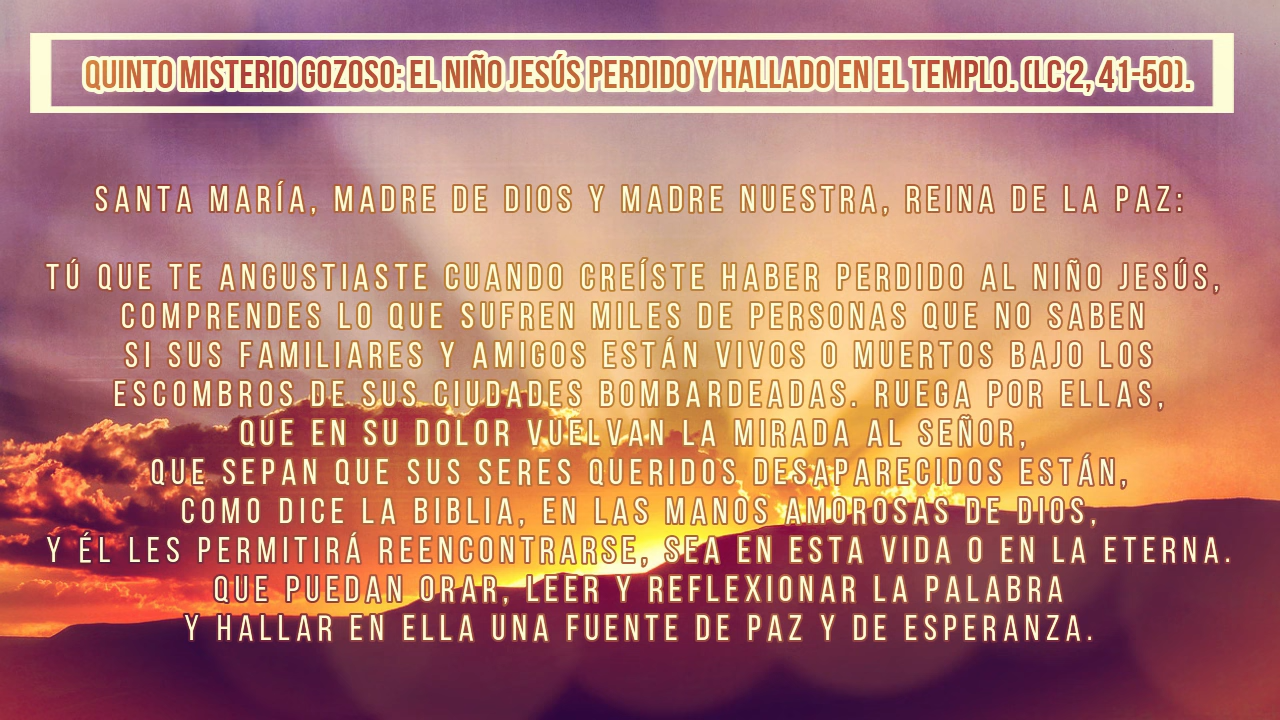 QUINTO MISTERIO GOZOSO: EL NIÑO JESÚS PERDIDO Y HALLADO EN EL TEMPLO. (LC 2, 41-50).
SANTA MARÍA, MADRE DE DIOS Y MADRE NUESTRA, REINA DE LA PAZ:
TÚ QUE TE ANGUSTIASTE CUANDO CREÍSTE HABER PERDIDO AL NIÑO JESÚS,
COMPRENDES LO QUE SUFREN MILES DE PERSONAS QUE NO SABEN
SI SUS FAMILIARES Y AMIGOS ESTÁN VIVOS O MUERTOS BAJO LOS
ESCOMBROS DE SUS CIUDADES BOMBARDEADAS. RUEGA POR ELLAS,
QUE EN SU DOLOR VUELVAN LA MIRADA AL SEÑOR,
QUE SEPAN QUE SUS SERES QUERIDOS DESAPARECIDOS ESTÁN,
COMO DICE LA BIBLIA, EN LAS MANOS AMOROSAS DE DIOS,
Y ÉL LES PERMITIRÁ REENCONTRARSE, SEA EN ESTA VIDA O EN LA ETERNA.
QUE PUEDAN ORAR, LEER Y REFLEXIONAR LA PALABRA
Y HALLAR EN ELLA UNA FUENTE DE PAZ Y DE ESPERANZA.